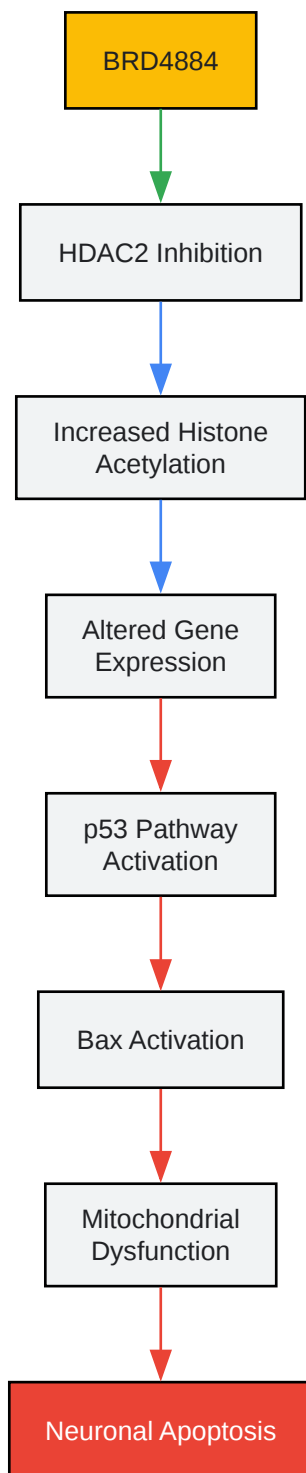 BRD4884
HDAC2 Inhibition
Increased Histone
Acetylation
Altered Gene
Expression
p53 Pathway
Activation
Bax Activation
Mitochondrial
Dysfunction
Neuronal Apoptosis